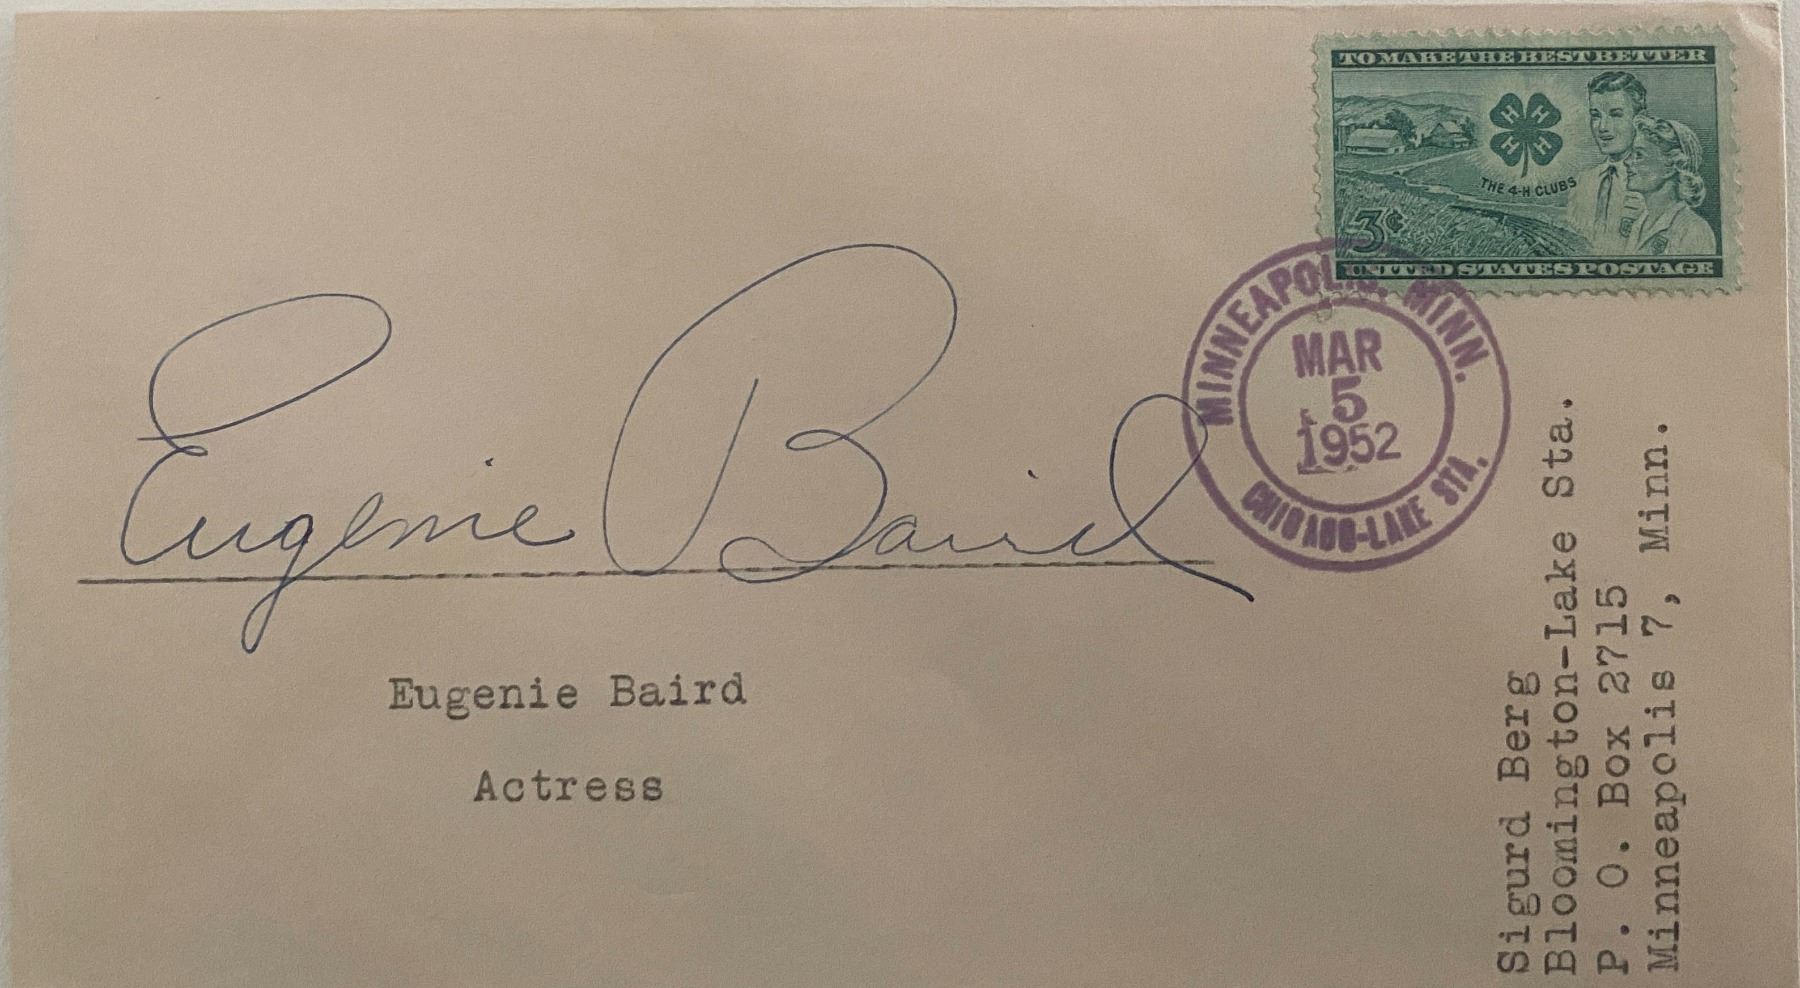 TO MAKE THE BEST BETTER
H H
H H
THE 4-H CLUBS
3¢
UNITED STATES POSTAGE
MINNEAPOLIS, MINN.
MAR
5
1952
CHICAGO-LAKE STA.
Eugenie Baird
Eugenie Baird
Actress
Sigurd Berg
Bloomington-Lake Sta.
P. O. Box 2715
Minneapolis 7, Minn.